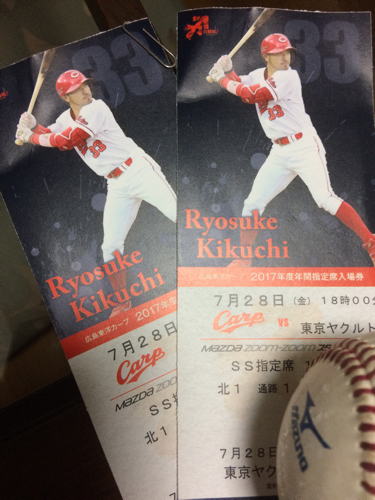 33
Ryosuke
Kikuchi
広島東洋カープ 2017年度年間指定席入場券
7月28日(金) 18時00分
Carp VS 東京ヤクルト
MAZDA ZOOM-ZOOM
SS指定席
北1 通路
7月28日
東京ヤク
33
Ryosuke
Kikuchi
広島東洋カープ 2017年度
7月28日
Carp
MAZDA ZOOM
SS指
北1
MIZUNO